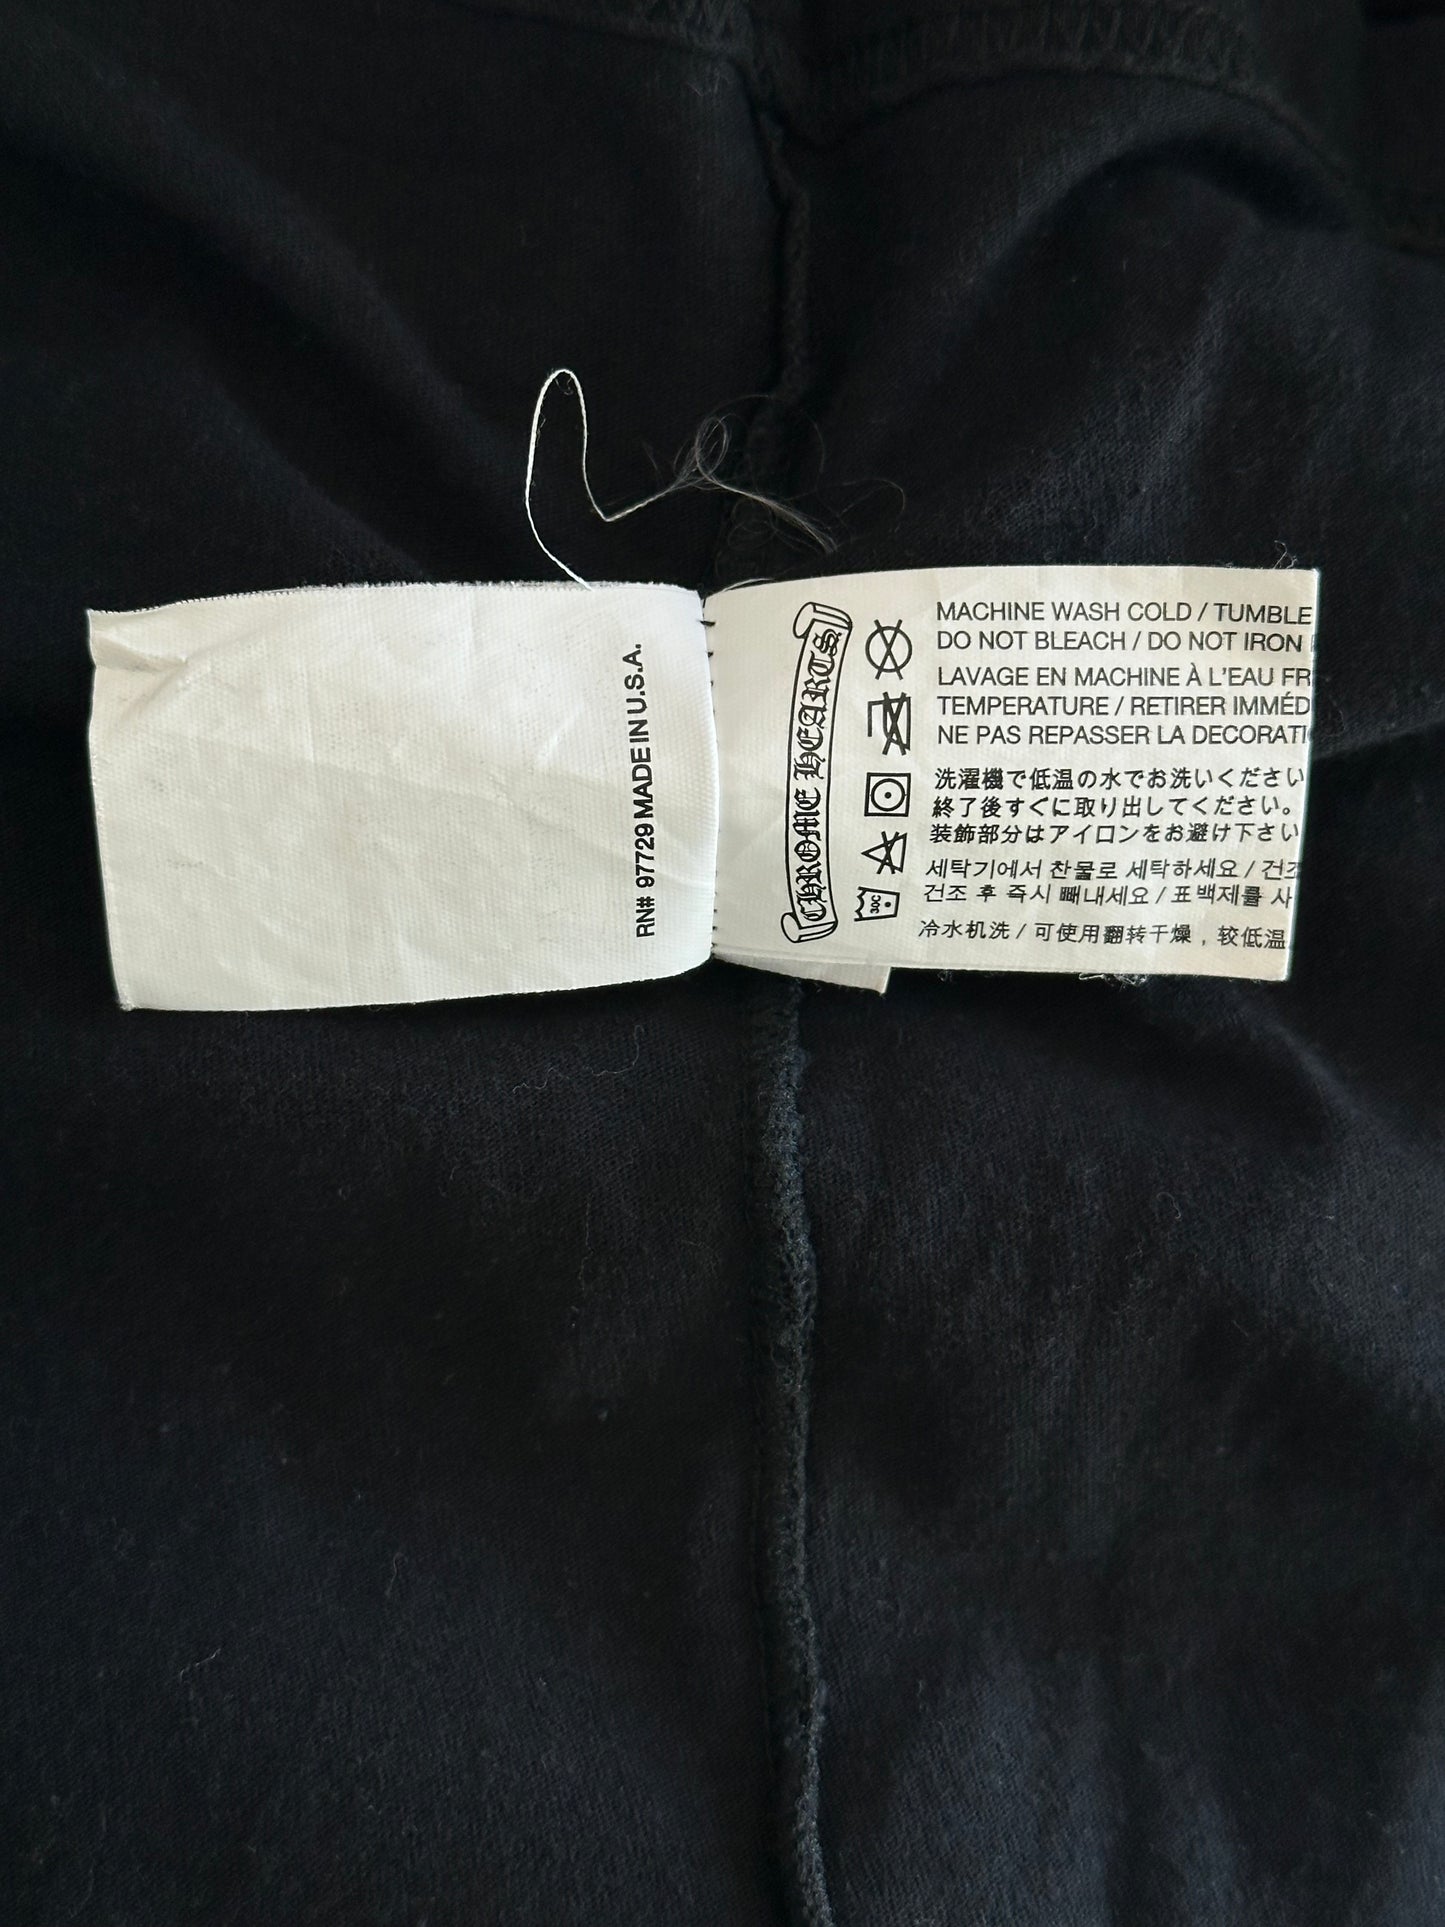 RN# 97729 MADE IN U.S.A.
CHROME HEARTS
30C
MACHINE WASH COLD / TUMBLE
DO NOT BLEACH / DO NOT IRON
LAVAGE EN MACHINE À L'EAU FR
TEMPERATURE / RETIRER IMMÉD
NE PAS REPASSER LA DECORATI
洗濯機で低温の水でお洗いください
終了後すぐに取り出してください。
装飾部分はアイロンをお避け下さい
세탁기에서 찬물로 세탁하세요 / 건조
건조 후 즉시 빼내세요 / 표백제를 사
冷水机洗 / 可使用翻转干燥，较低温